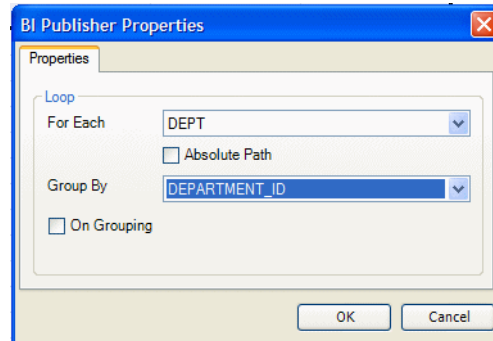 BI Publisher Properties
Properties
Loop
For Each DEPT
Absolute Path
Group By DEPARTMENT_ID
On Grouping
OK Cancel